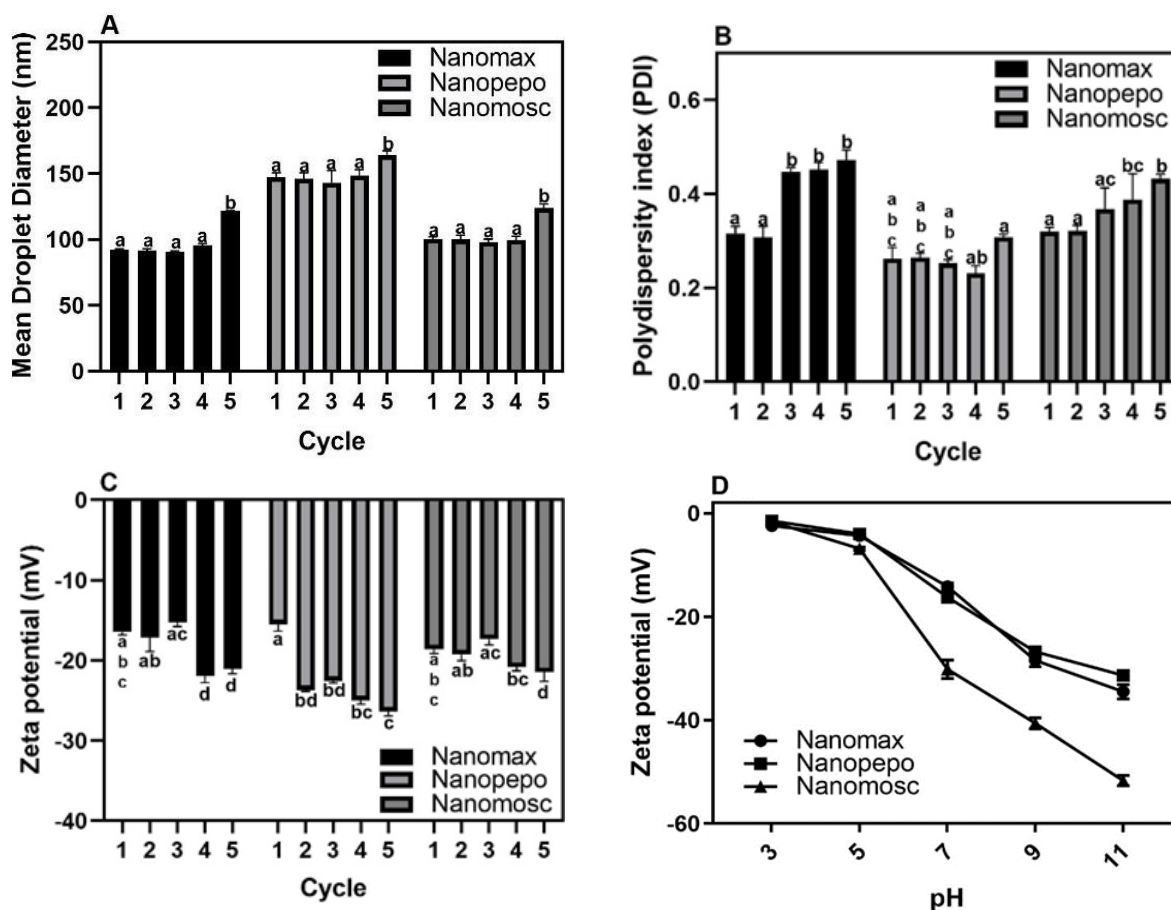 A
Mean Droplet Diameter (nm)
250
200
150
100
50
0
Nanomax
Nanopepo
Nanomosc
a a a a b
a a a a b
a a a a b
1 2 3 4 5
1 2 3 4 5
1 2 3 4 5
Cycle
B
Polydispersity index (PDI)
0.6
0.4
0.2
0.0
Nanomax
Nanopepo
Nanomosc
a a b b b
a b c
a b c
a b c
ab a
a a ac bc b
1 2 3 4 5
1 2 3 4 5
1 2 3 4 5
Cycle
C
Zeta potential (mV)
0
-10
-20
-30
-40
a b c
ab ac d d
a bd bd bc c
a b c
ab ac bc d
Nanomax
Nanopepo
Nanomosc
1 2 3 4 5
1 2 3 4 5
1 2 3 4 5
Cycle
D
Zeta potential (mV)
0
-20
-40
-60
Nanomax
Nanopepo
Nanomosc
3 5 7 9 11
pH